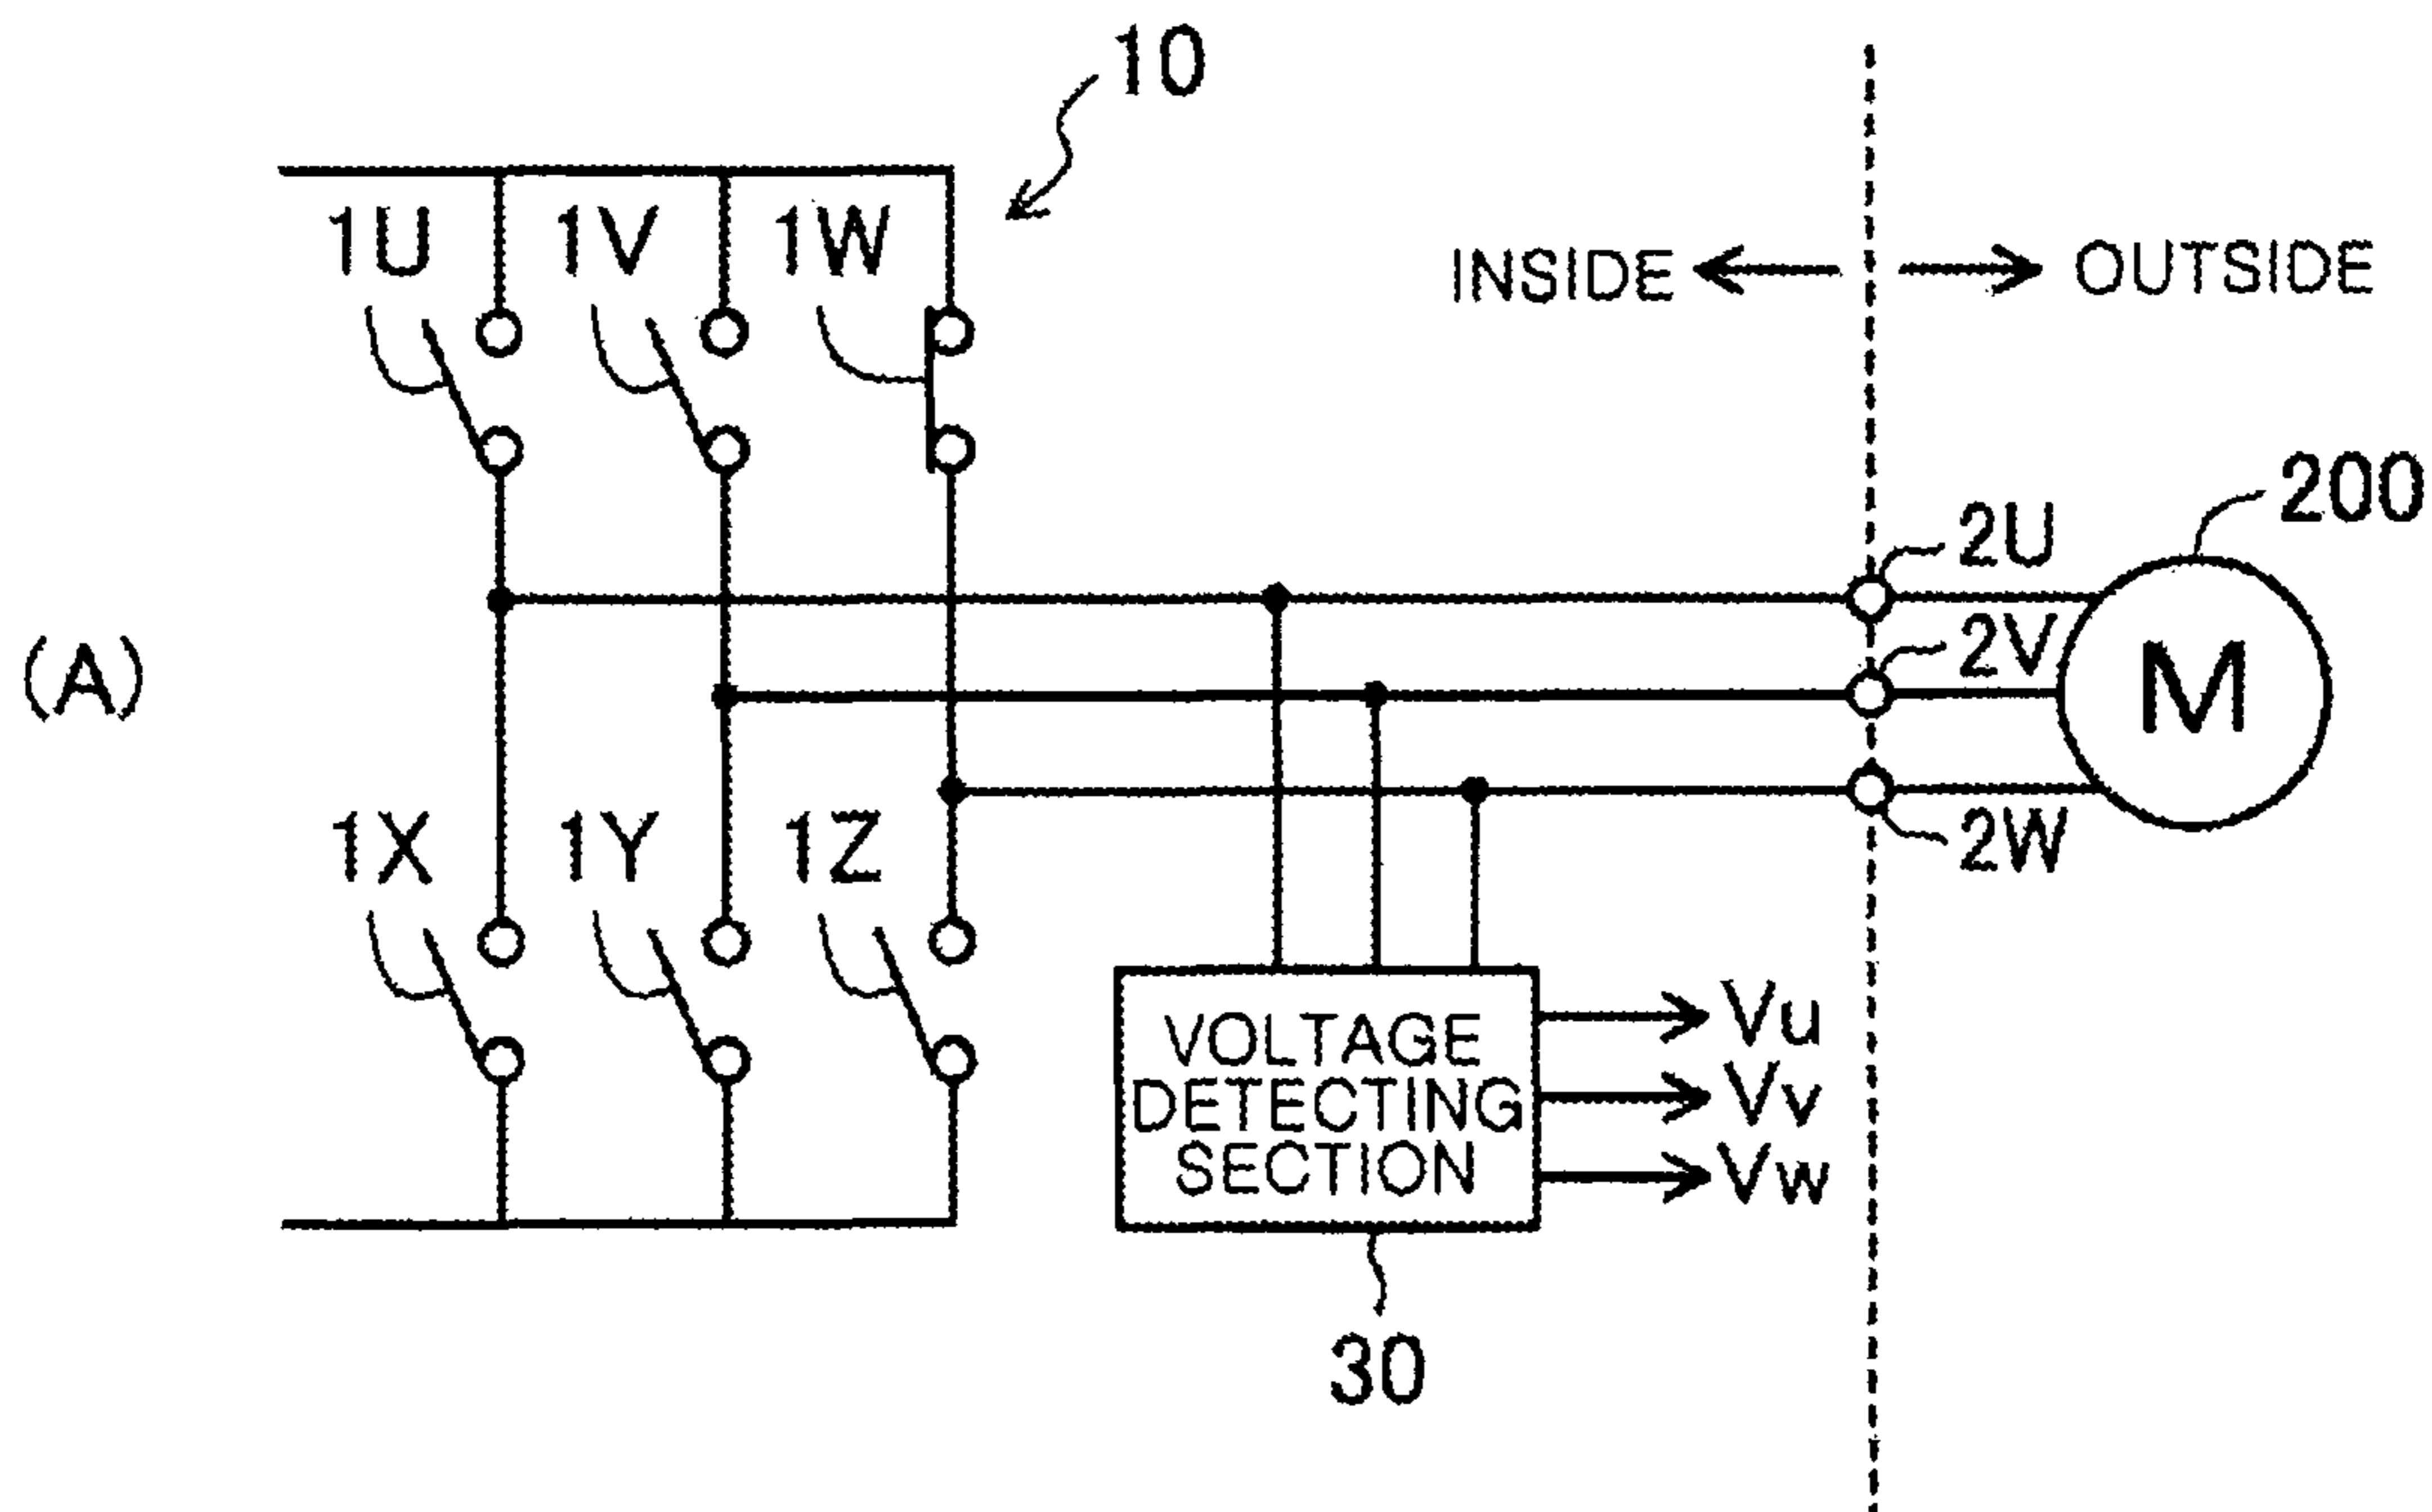 10
1U 1V 1W
INSIDE OUTSIDE
200
2U
2V
(A)
M
2W
1X 1Y 1Z
VOLTAGE
DETECTING
SECTION
Vu
Vv
Vw
30